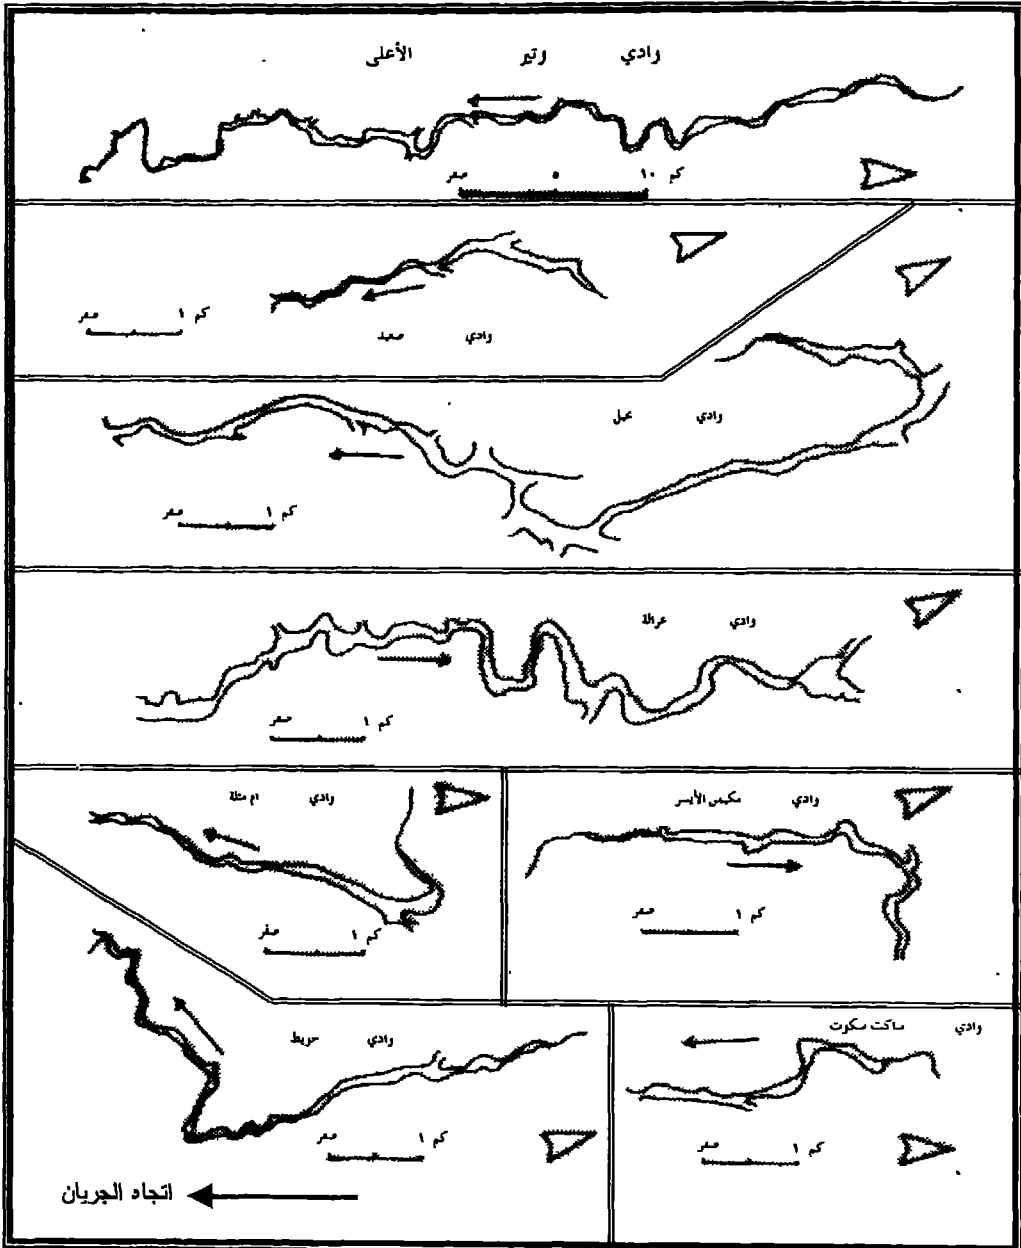 وادي وتير الأعلى
صفر ٥ ١٠ كم
صفر ١ كم
وادي صعيد
وادي عبل
صفر ١ كم
وادي عراقة
صفر ١ كم
وادي مكيمن الأيسر
صفر ١ كم
وادي ام مثلة
صفر ١ كم
وادي ساكت سكوت
صفر ١ كم
وادي حويط
صفر ١ كم
اتجاه الجريان